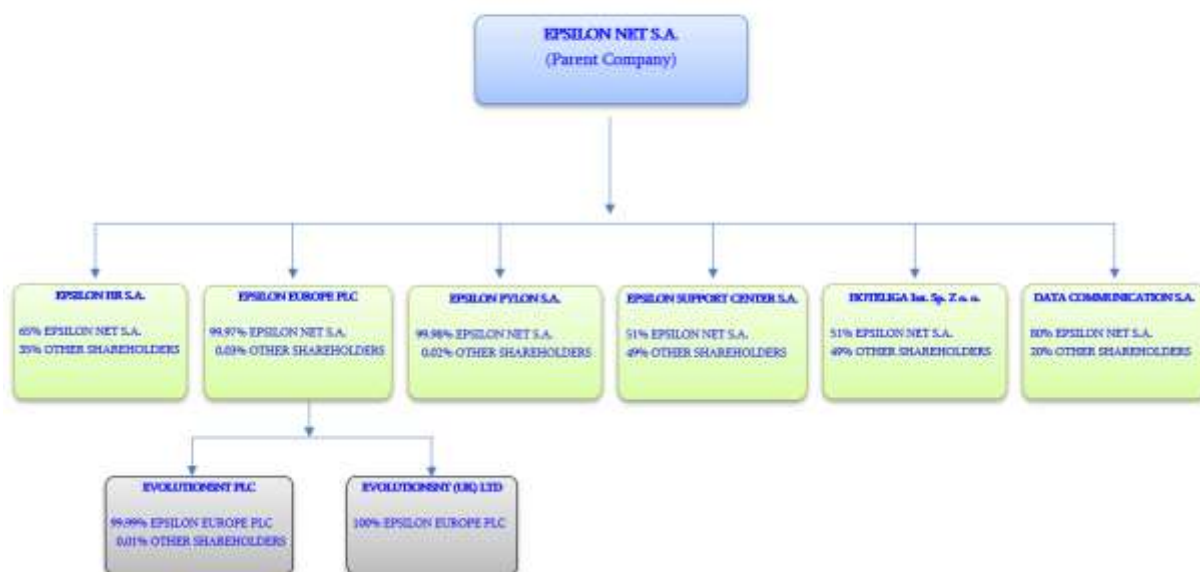 EPSILON NET S.A.
(Parent Company)
EPSILON HR S.A.
65% EPSILON NET S.A.
35% OTHER SHAREHOLDERS
EPSILON EUROPE PLC
99.97% EPSILON NET S.A.
0.03% OTHER SHAREHOLDERS
EPSILON PYLON S.A.
99.98% EPSILON NET S.A.
0.02% OTHER SHAREHOLDERS
EPSILON SUPPORT CENTER S.A.
51% EPSILON NET S.A.
49% OTHER SHAREHOLDERS
HOTELIGA Int. Sp. Z o. o.
51% EPSILON NET S.A.
49% OTHER SHAREHOLDERS
DATA COMMUNICATION S.A.
80% EPSILON NET S.A.
20% OTHER SHAREHOLDERS
EVOLUTIONSNT PLC
99.99% EPSILON EUROPE PLC
0.01% OTHER SHAREHOLDERS
EVOLUTIONSNT (UK) LTD
100% EPSILON EUROPE PLC